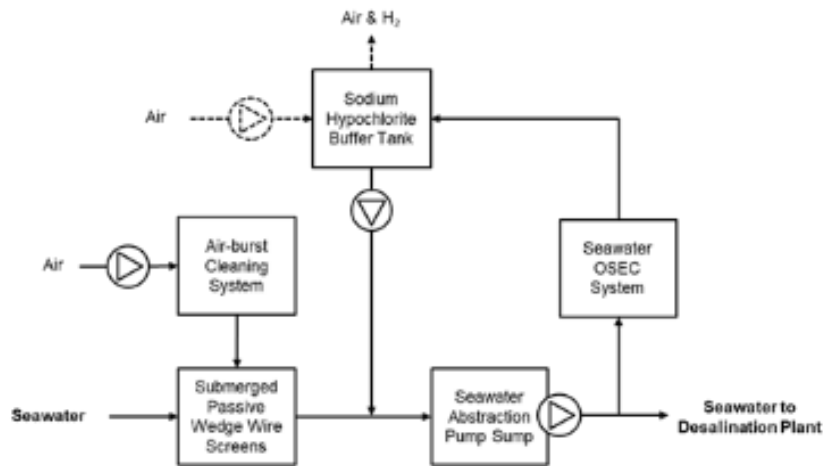 Air & H₂
Air
Sodium
Hypochlorite
Buffer Tank
Air
Air-burst
Cleaning
System
Seawater
OSEC
System
Seawater
Submerged
Passive
Wedge Wire
Screens
Seawater
Abstraction
Pump Sump
Seawater to
Desalination Plant